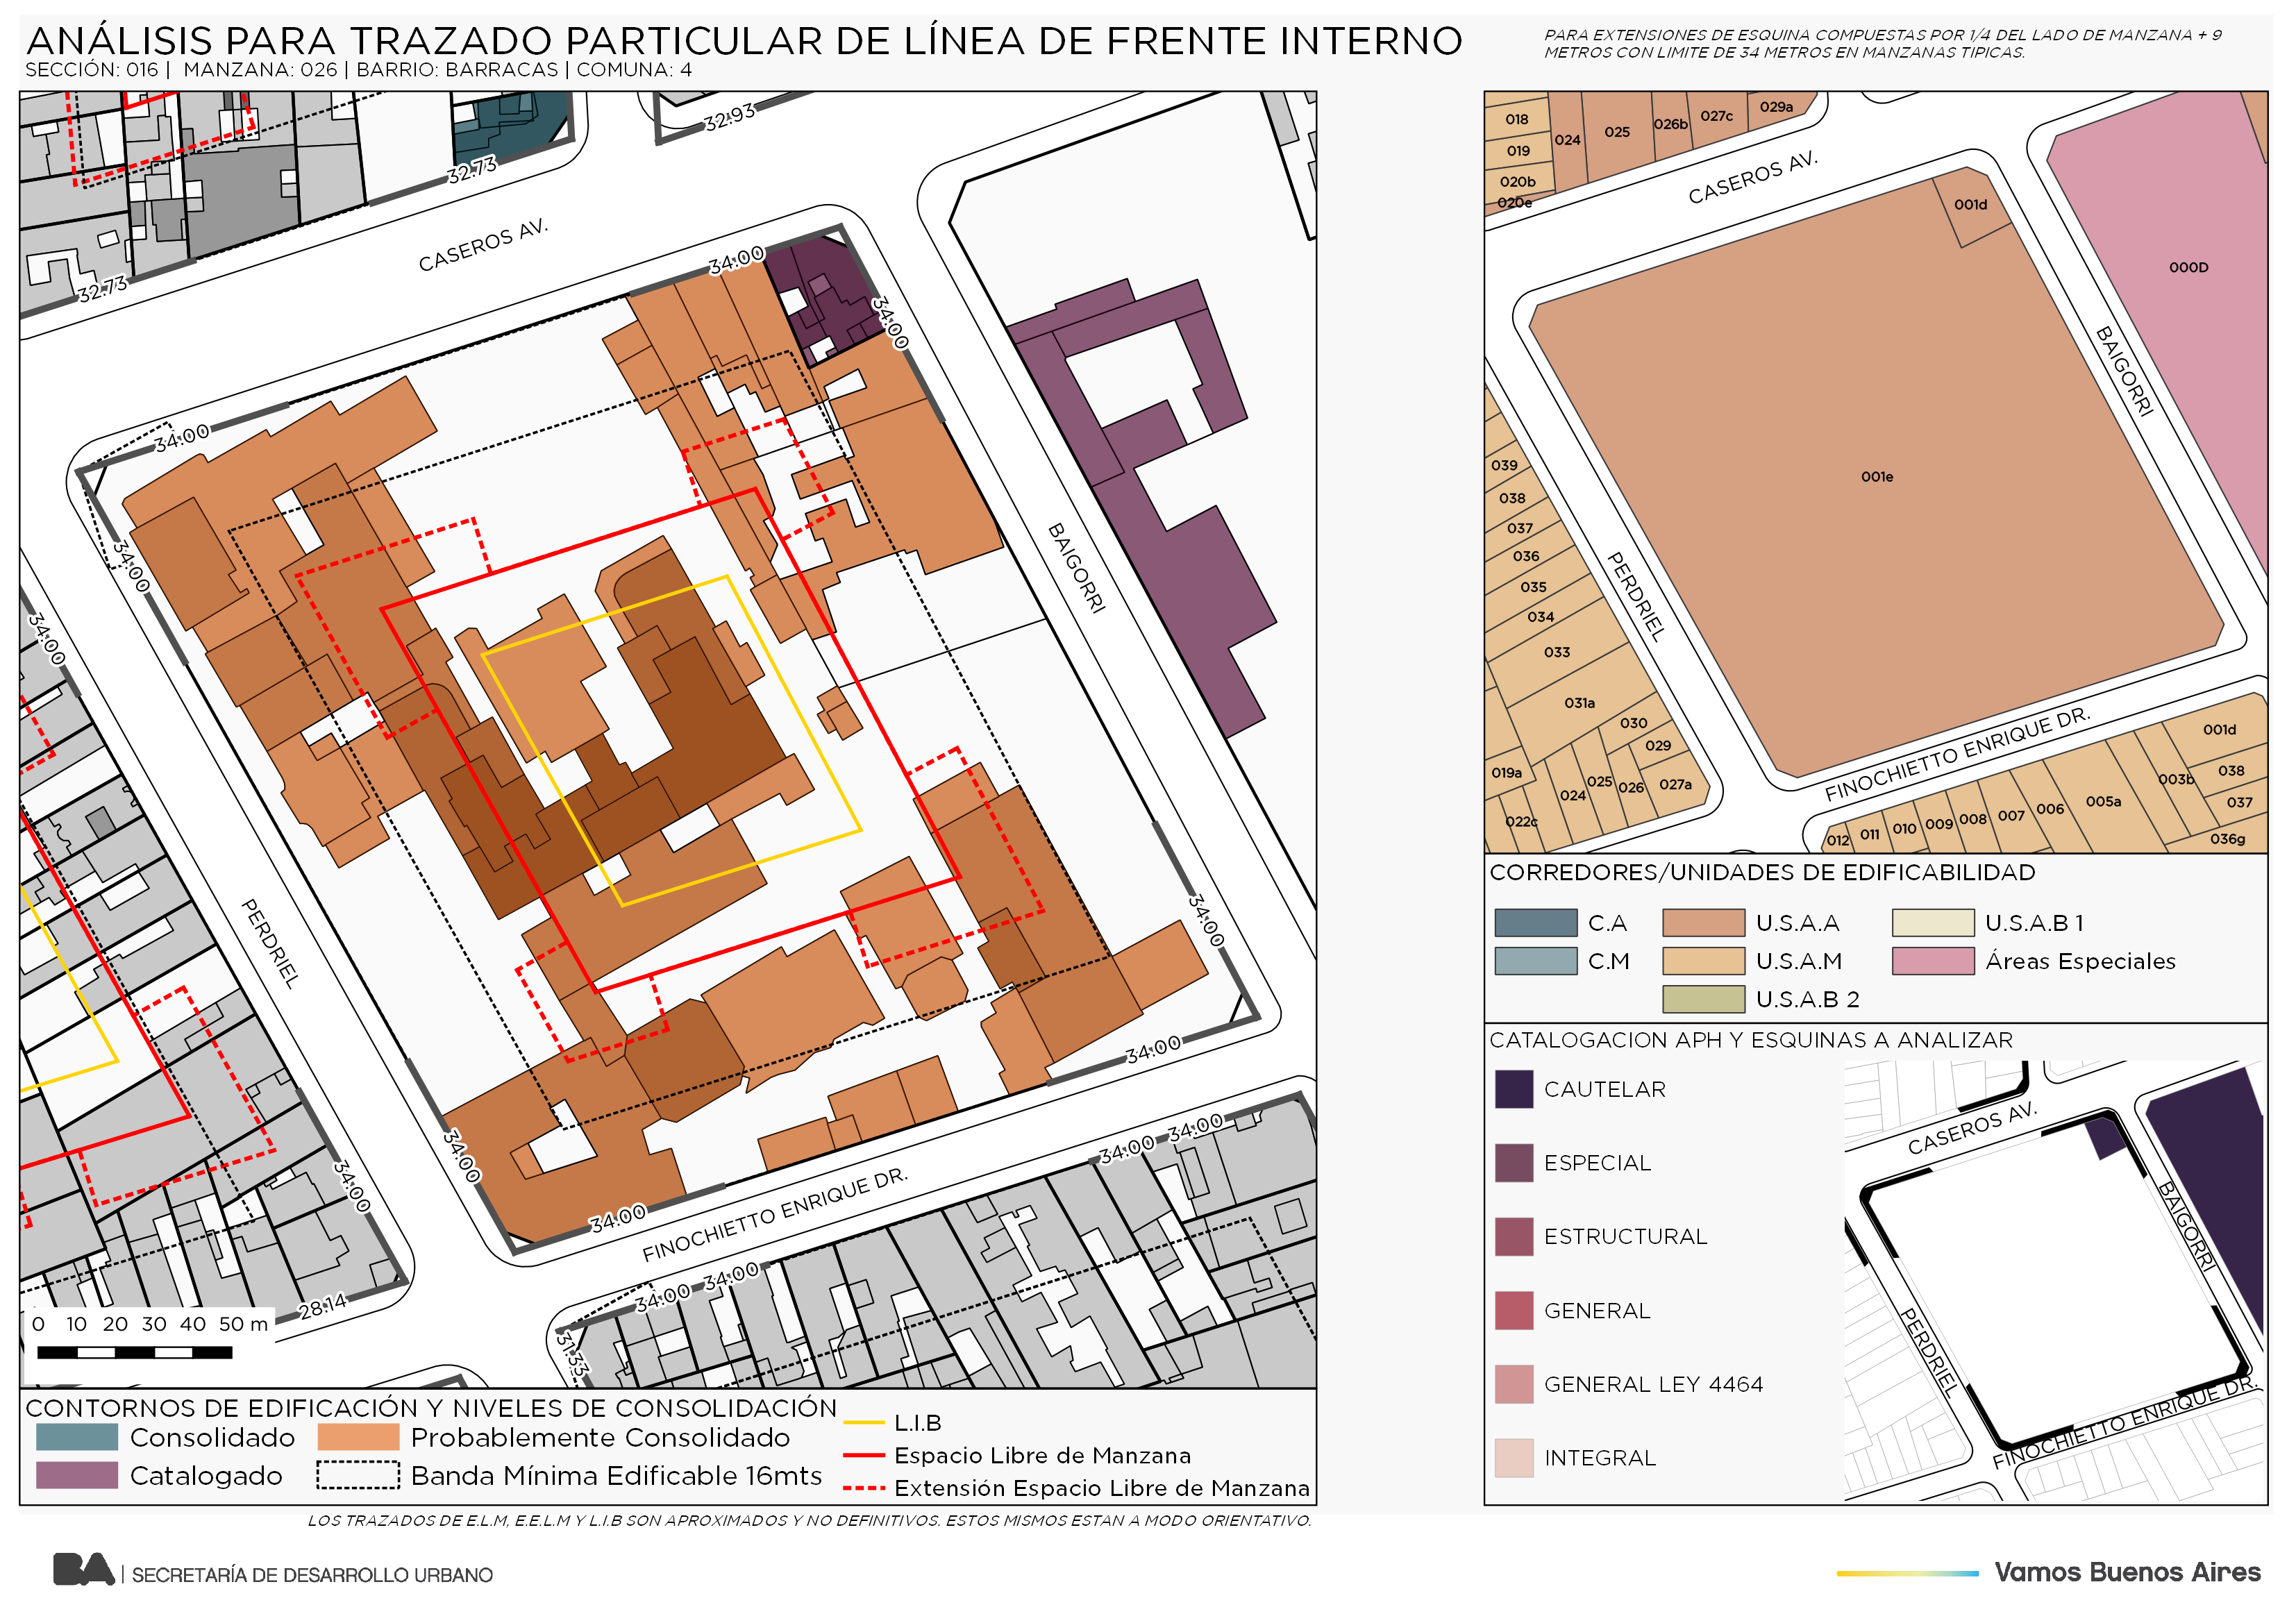 ANÁLISIS PARA TRAZADO PARTICULAR DE LÍNEA DE FRENTE INTERNO
SECCIÓN: 016 | MANZANA: 026 | BARRIO: BARRACAS | COMUNA: 4
PARA EXTENSIONES DE ESQUINA COMPUESTAS POR 1/4 DEL LADO DE MANZANA + 9
METROS CON LIMITE DE 34 METROS EN MANZANAS TIPICAS.
32.93
32.73
32.73
CASEROS AV.
34.00
34.00
34.00
34.00
34.00
BAIGORRI
PERDRIEL
34.00
34.00
34.00
34.00
34.00
34.00
34.00
FINOCHIETTO ENRIQUE DR.
34.00
34.00
28.14
31.33
0 10 20 30 40 50 m
CONTORNOS DE EDIFICACIÓN Y NIVELES DE CONSOLIDACIÓN
Consolidado
Probablemente Consolidado
Catalogado
Banda Mínima Edificable 16mts
L.I.B
Espacio Libre de Manzana
Extensión Espacio Libre de Manzana
LOS TRAZADOS DE E.L.M, E.E.L.M Y L.I.B SON APROXIMADOS Y NO DEFINITIVOS. ESTOS MISMOS ESTAN A MODO ORIENTATIVO.
018
019
020b
020e
024
025
026b
027c
029a
CASEROS AV.
001d
000D
001e
BAIGORRI
PERDRIEL
039
038
037
036
035
034
033
031a
030
029
027a
026
025
024
019a
022c
FINOCHIETTO ENRIQUE DR.
012
011
010
009
008
007
006
005a
003b
001d
038
037
036g
CORREDORES/UNIDADES DE EDIFICABILIDAD
C.A
U.S.A.A
U.S.A.B 1
C.M
U.S.A.M
Áreas Especiales
U.S.A.B 2
CATALOGACION APH Y ESQUINAS A ANALIZAR
CAUTELAR
ESPECIAL
ESTRUCTURAL
GENERAL
GENERAL LEY 4464
INTEGRAL
CASEROS AV.
BAIGORRI
PERDRIEL
FINOCHIETTO ENRIQUE DR.
BA | SECRETARÍA DE DESARROLLO URBANO
Vamos Buenos Aires